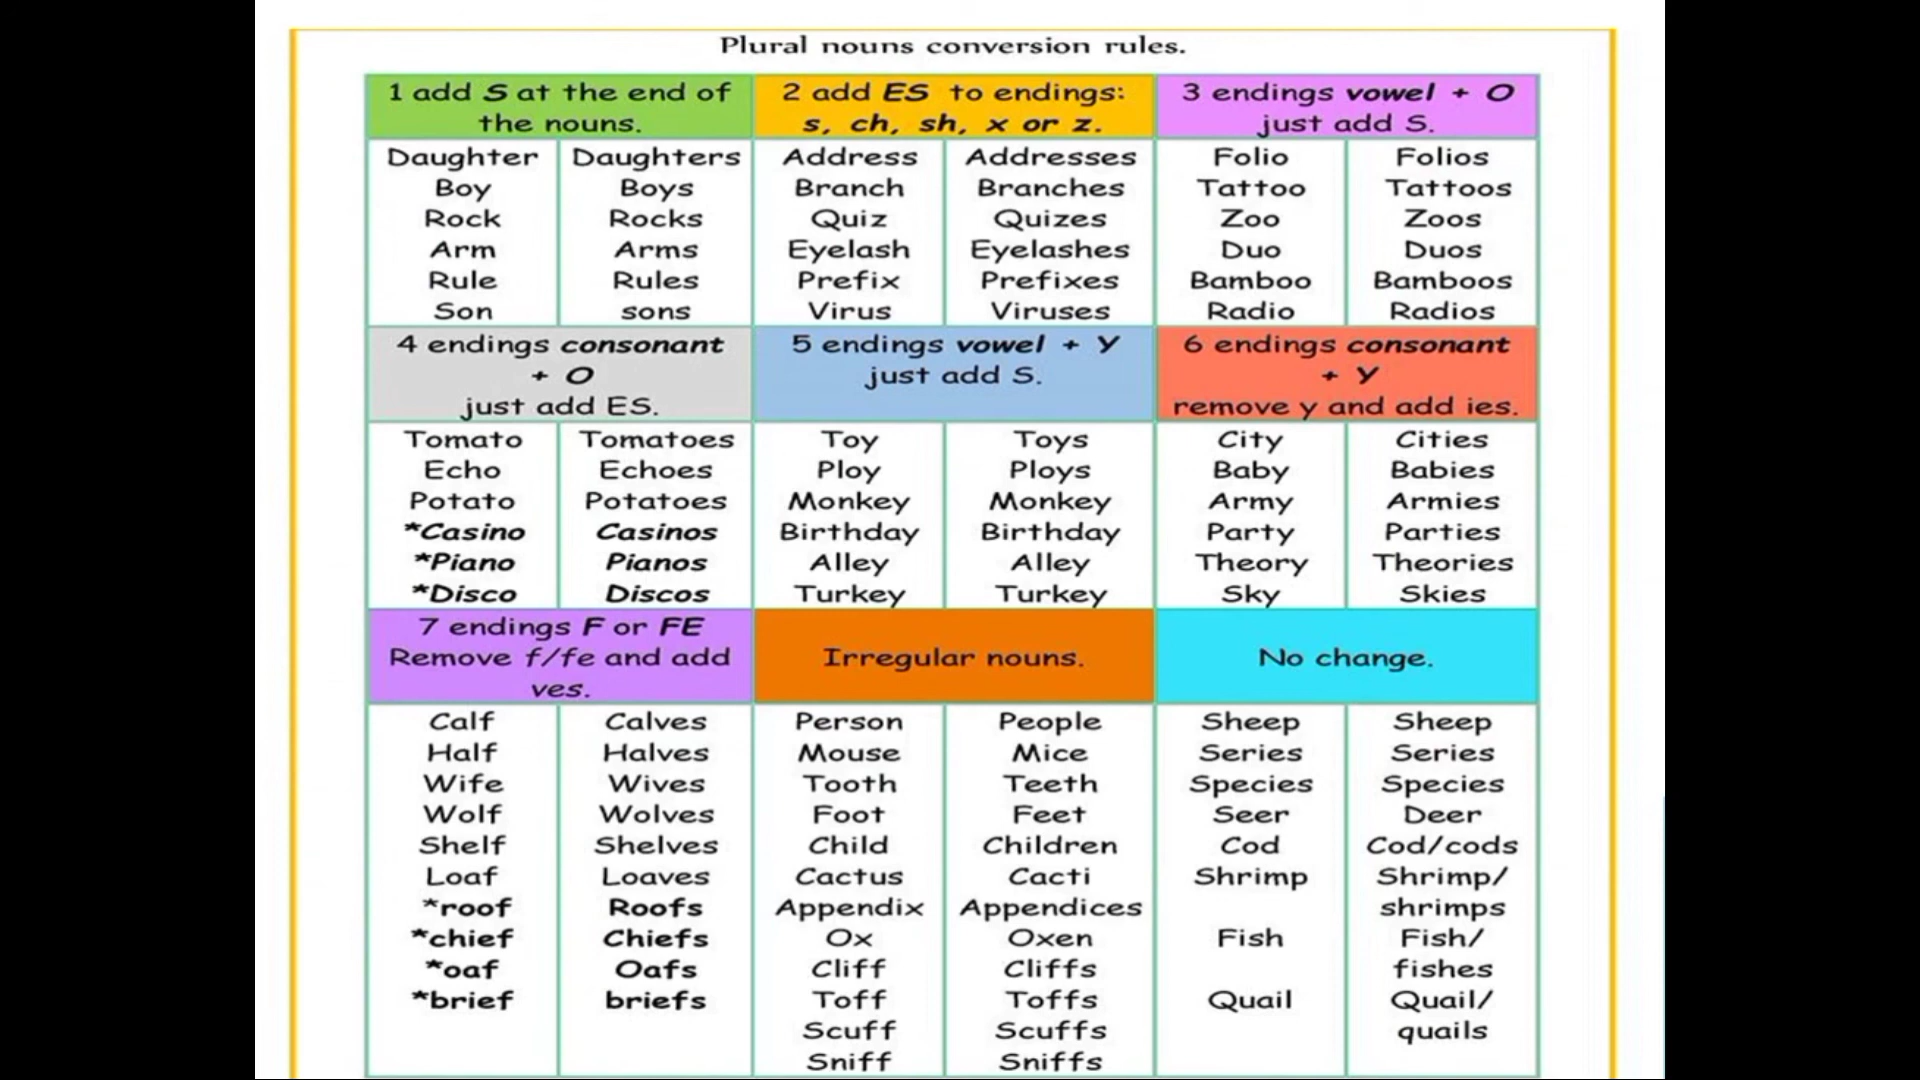 Plural nouns conversion rules.
1 add S at the end of
the nouns.
2 add ES to endings:
s, ch, sh, x or z.
3 endings vowel + O
just add S.
Daughter Daughters
Boy Boys
Rock Rocks
Arm Arms
Rule Rules
Son sons
Address Addresses
Branch Branches
Quiz Quizes
Eyelash Eyelashes
Prefix Prefixes
Virus Viruses
Folio Folios
Tattoo Tattoos
Zoo Zoos
Duo Duos
Bamboo Bamboos
Radio Radios
4 endings consonant
+ O
just add ES.
5 endings vowel + Y
just add S.
6 endings consonant
+ Y
remove y and add ies.
Tomato Tomatoes
Echo Echoes
Potato Potatoes
*Casino Casinos
*Piano Pianos
*Disco Discos
Toy Toys
Ploy Ploys
Monkey Monkey
Birthday Birthday
Alley Alley
Turkey Turkey
City Cities
Baby Babies
Army Armies
Party Parties
Theory Theories
Sky Skies
7 endings F or FE
Remove f/fe and add
ves.
Irregular nouns.
No change.
Calf Calves
Half Halves
Wife Wives
Wolf Wolves
Shelf Shelves
Loaf Loaves
*roof Roofs
*chief Chiefs
*oaf Oafs
*brief briefs
Person People
Mouse Mice
Tooth Teeth
Foot Feet
Child Children
Cactus Cacti
Appendix Appendices
Ox Oxen
Cliff Cliffs
Toff Toffs
Scuff Scuffs
Sniff Sniffs
Sheep Sheep
Series Series
Species Species
Seer Deer
Cod Cod/cods
Shrimp Shrimp/
shrimps
Fish Fish/
fishes
Quail Quail/
quails